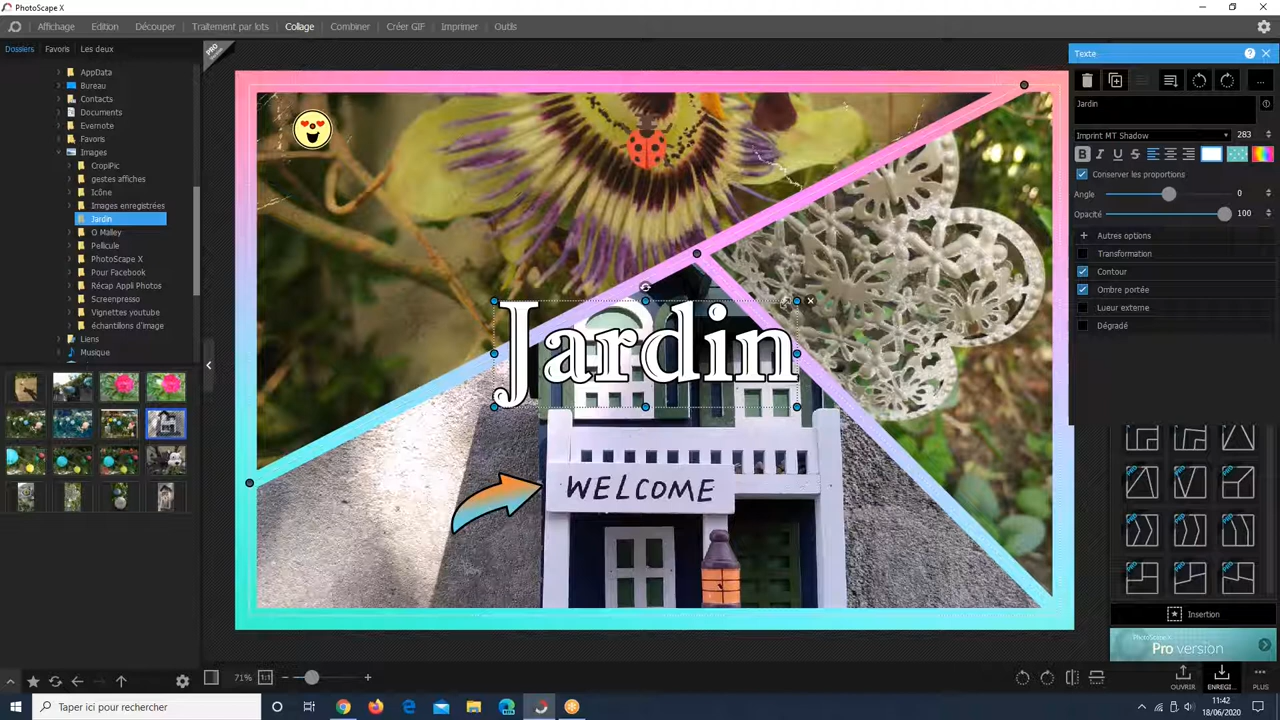 PhotoScape X
Affichage Edition Découper Traitement par lots Collage Combiner Créer GIF Imprimer Outils
Dossiers Favoris Les deux
PRO
Texte
AppData
Bureau
Contacts
Documents
Evernote
Favoris
Images
CropiPic
gestes affiches
Icône
Images enregistrées
Jardin
O Malley
Pellicule
PhotoScape X
Pour Facebook
Récap Appli Photos
Screenpresso
Vignettes youtube
échantillons d'image
Liens
Musique
Jardin
WELCOME
Jardin
Imprint MT Shadow 283
B I U S
Conserver les proportions
Angle 0
Opacité 100
Autres options
Transformation
Contour
Ombre portée
Lueur externe
Dégradé
Insertion
PhotoScape X
Pro version
71% 1:1
OUVRIR ENREGI... PLUS
Taper ici pour rechercher
11:42
18/06/2020